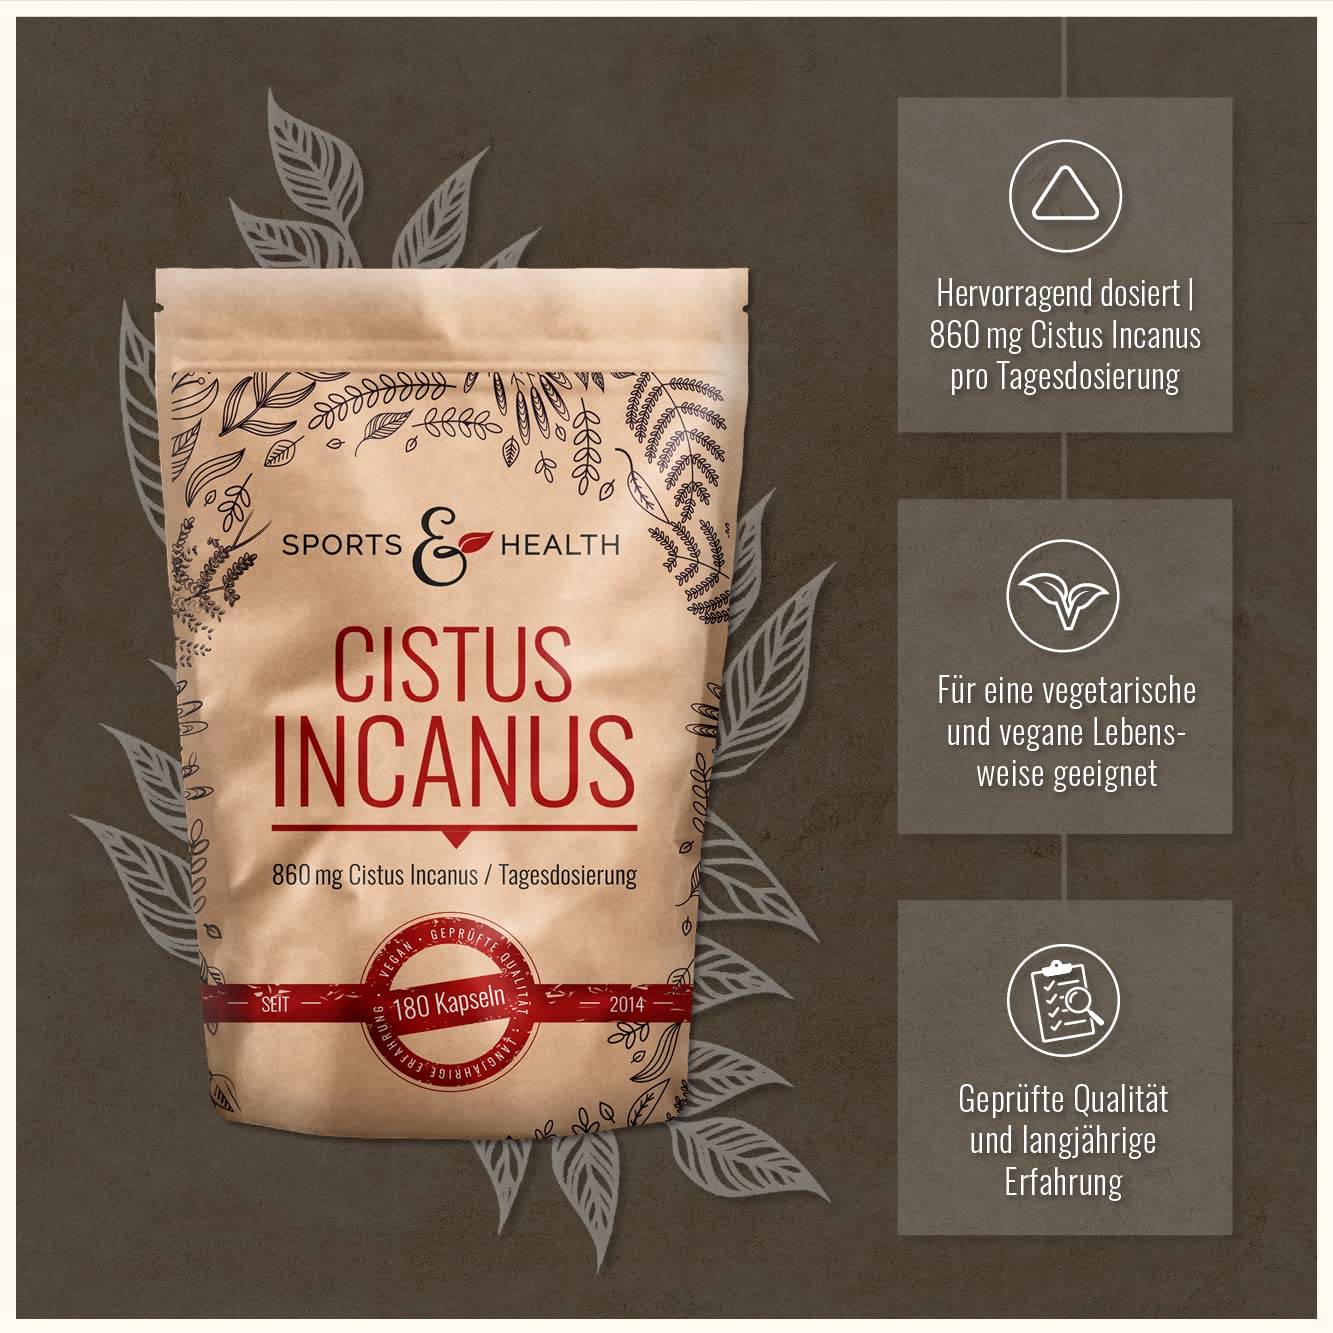 SPORTS & HEALTH
CISTUS
INCANUS
860 mg Cistus Incanus / Tagesdosierung
VEGAN · GEPRÜFTE QUALITÄT · LANGJÄHRIGE ERFAHRUNG ·
SEIT
180 Kapseln
2014
Hervorragend dosiert |
860 mg Cistus Incanus
pro Tagesdosierung
Für eine vegetarische
und vegane Lebens-
weise geeignet
Geprüfte Qualität
und langjährige
Erfahrung